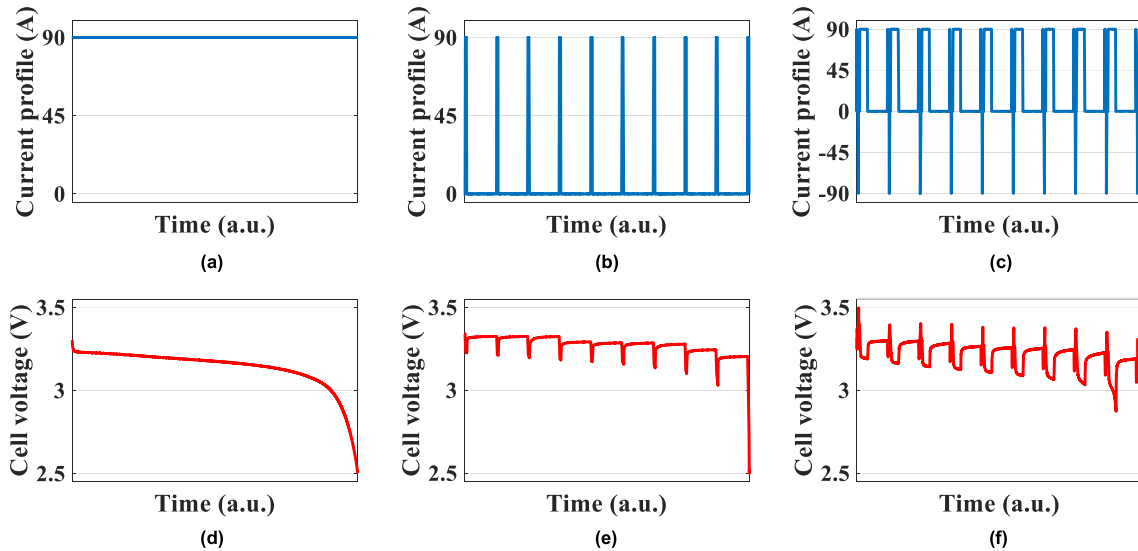 Current profile (A)
90
45
0
Time (a.u.)
(a)
Current profile (A)
90
45
0
Time (a.u.)
(b)
Current profile (A)
90
45
0
-45
-90
Time (a.u.)
(c)
Cell voltage (V)
3.5
3
2.5
Time (a.u.)
(d)
Cell voltage (V)
3.5
3
2.5
Time (a.u.)
(e)
Cell voltage (V)
3.5
3
2.5
Time (a.u.)
(f)